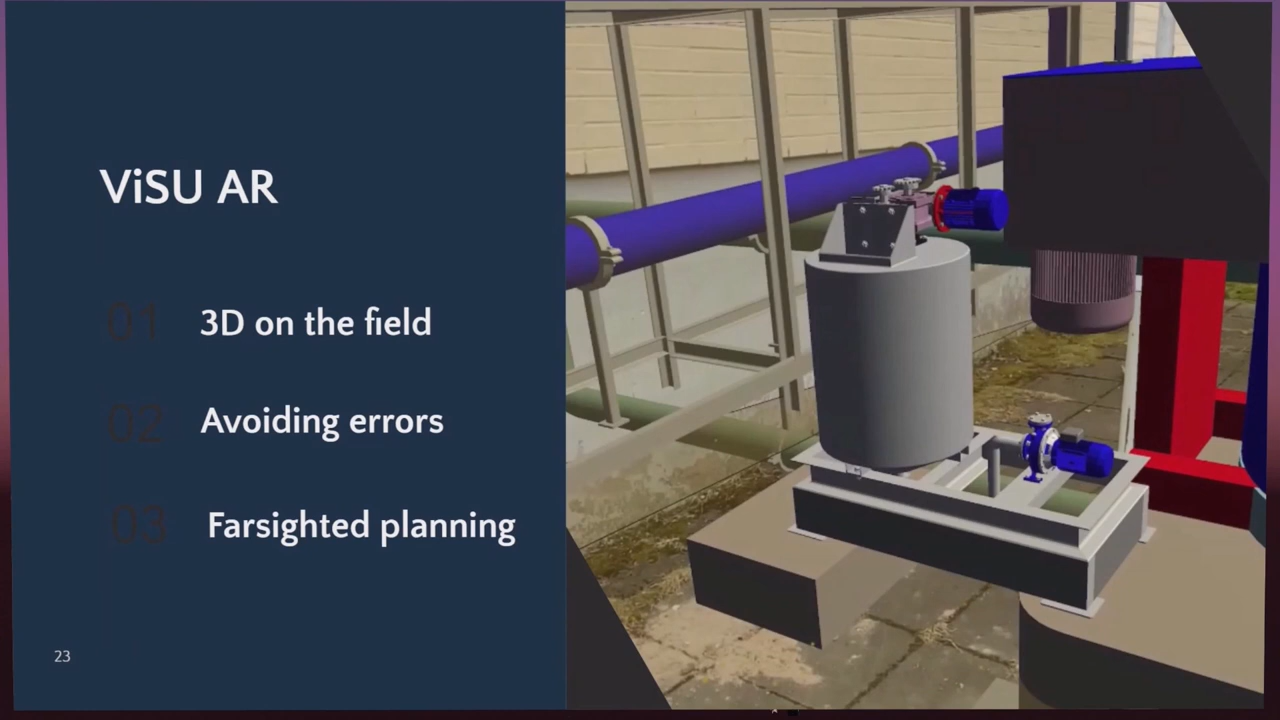 ViSU AR
01 3D on the field
02 Avoiding errors
03 Farsighted planning
23